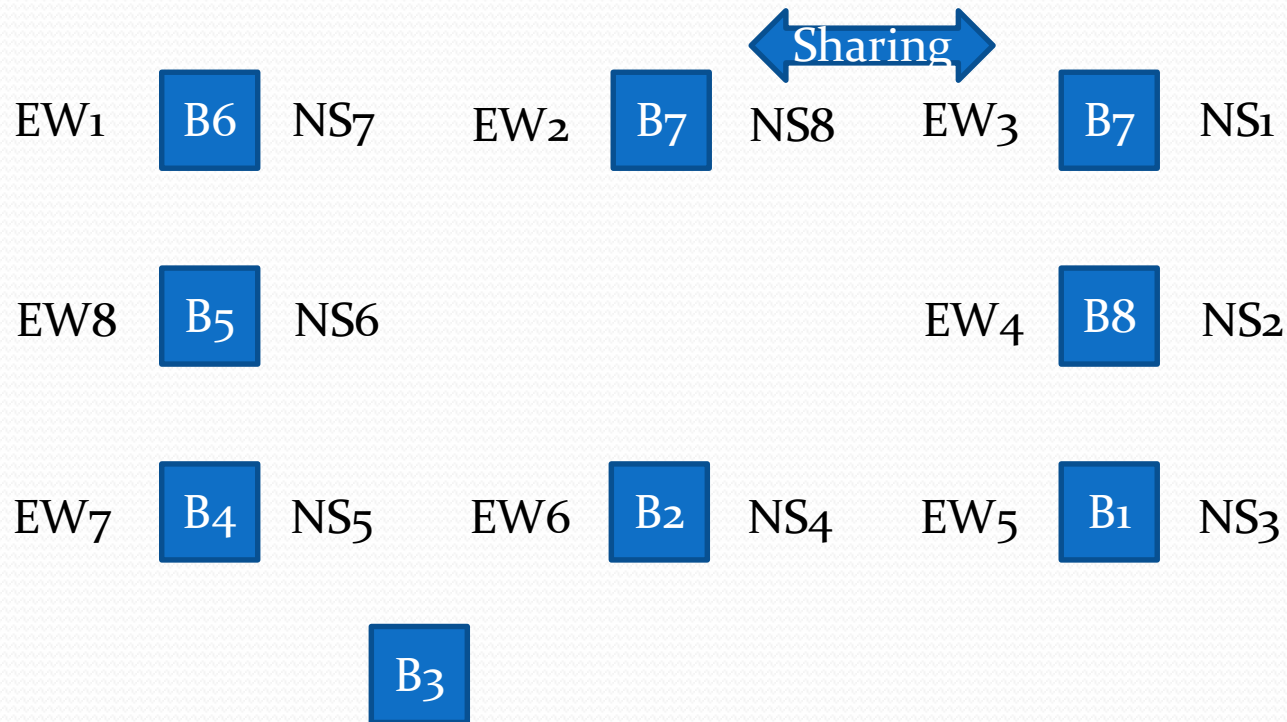 Sharing
EW1 B6 NS7 EW2 B7 NS8 EW3 B7 NS1
EW8 B5 NS6 EW4 B8 NS2
EW7 B4 NS5 EW6 B2 NS4 EW5 B1 NS3
B3